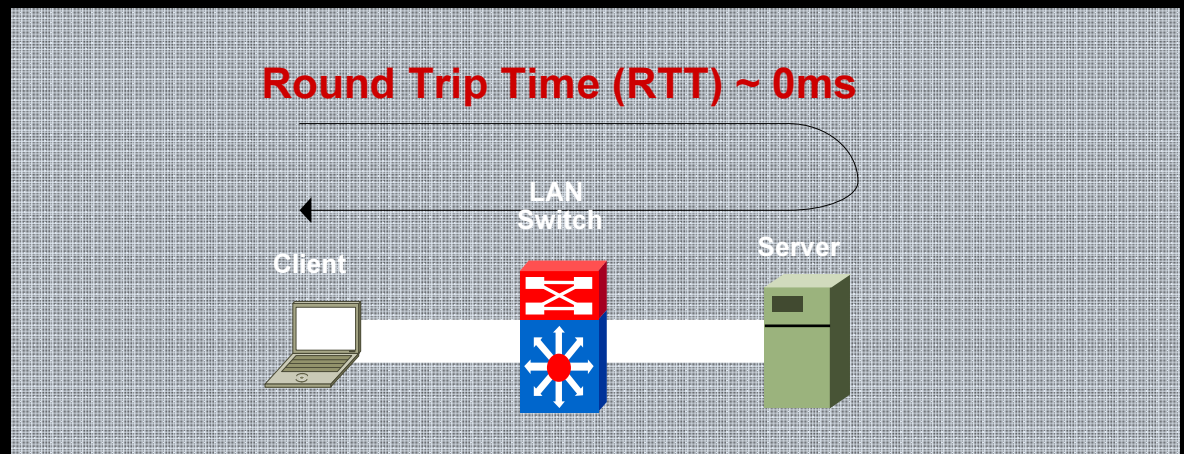 Round Trip Time (RTT) ~ 0ms
LAN
Switch
Server
Client